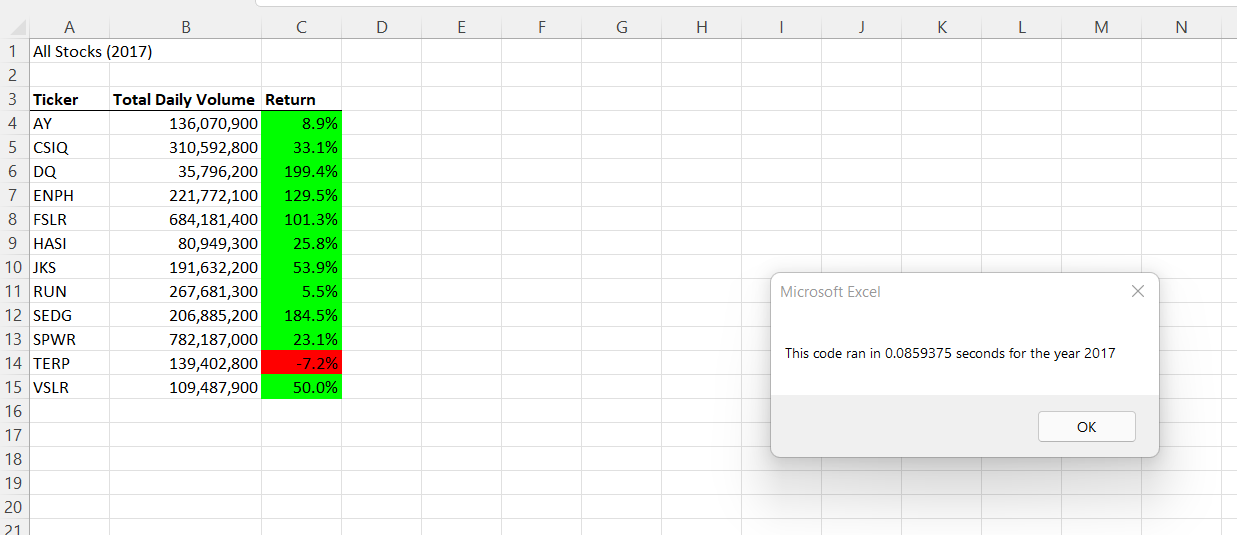 A B C D E F G H I J K L M N
1 All Stocks (2017)
2
3 Ticker Total Daily Volume Return
4 AY 136,070,900 8.9%
5 CSIQ 310,592,800 33.1%
6 DQ 35,796,200 199.4%
7 ENPH 221,772,100 129.5%
8 FSLR 684,181,400 101.3%
9 HASI 80,949,300 25.8%
10 JKS 191,632,200 53.9%
11 RUN 267,681,300 5.5%
12 SEDG 206,885,200 184.5%
13 SPWR 782,187,000 23.1%
14 TERP 139,402,800 -7.2%
15 VSLR 109,487,900 50.0%
16
17
18
19
20
21
Microsoft Excel
This code ran in 0.0859375 seconds for the year 2017
OK